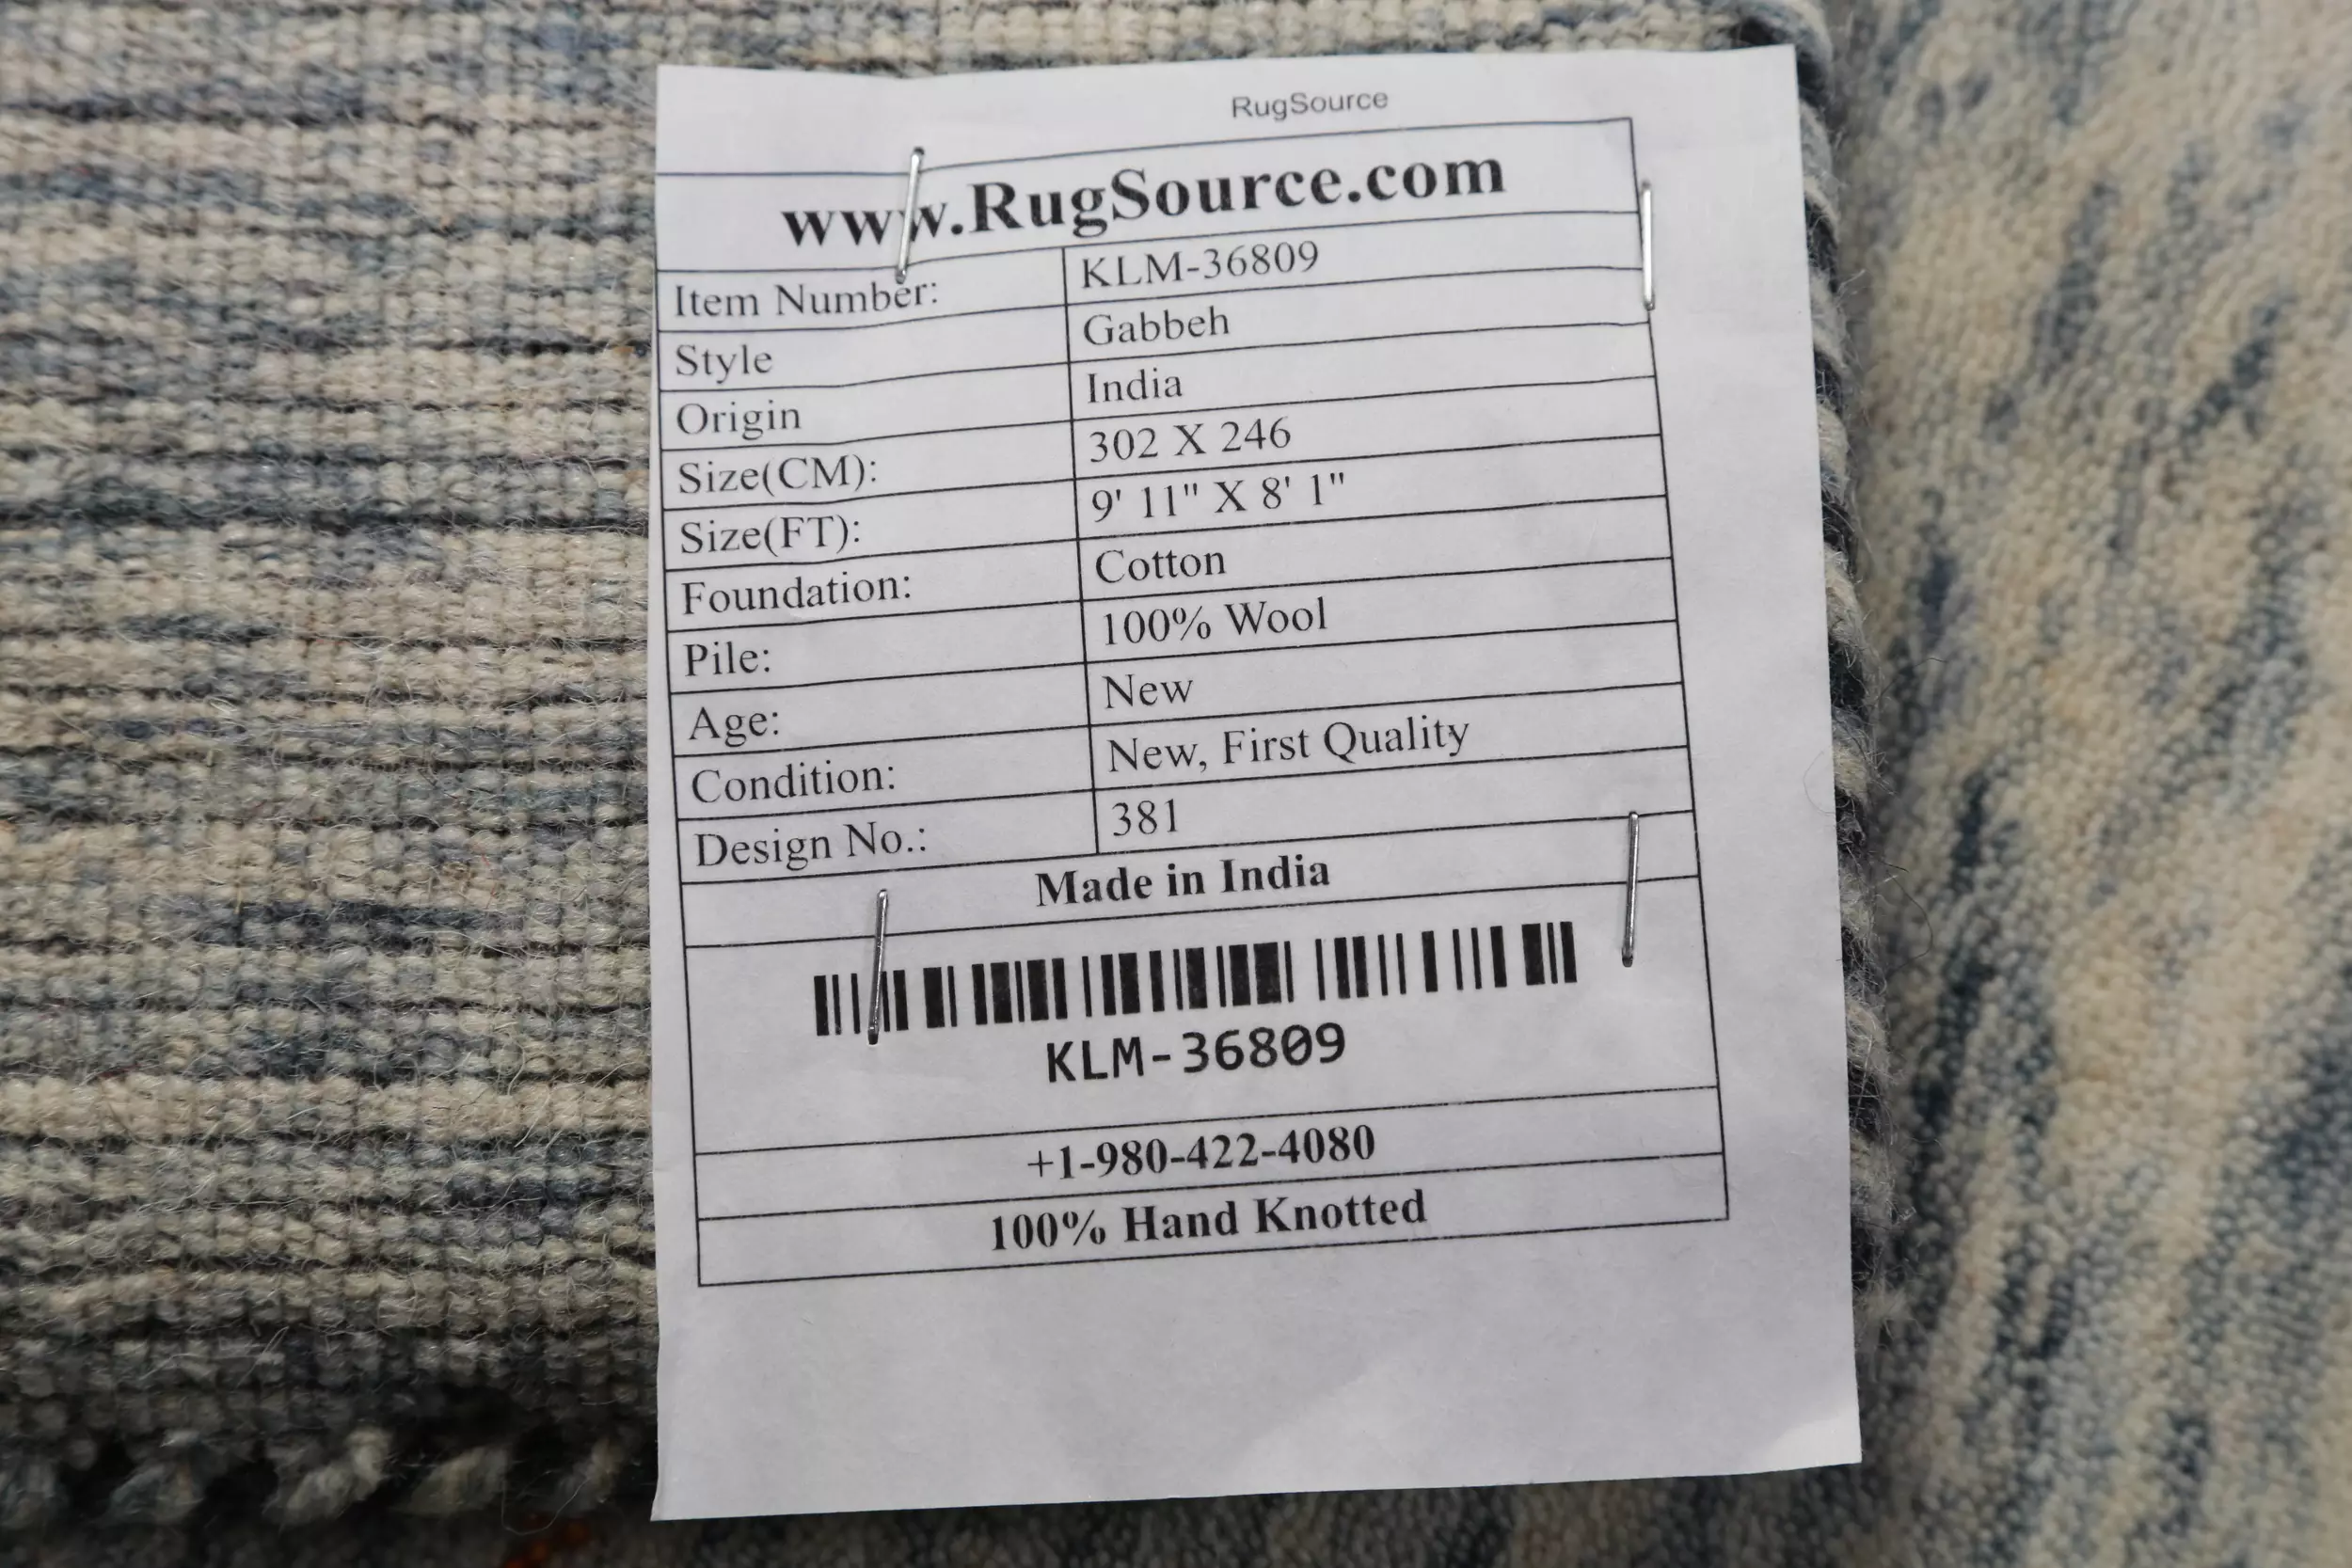 RugSource
www.RugSource.com
Item Number: KLM-36809
Style Gabbeh
Origin India
Size(CM): 302 X 246
Size(FT): 9' 11" X 8' 1"
Foundation: Cotton
Pile: 100% Wool
Age: New
Condition: New, First Quality
Design No.: 381
Made in India
KLM-36809
+1-980-422-4080
100% Hand Knotted